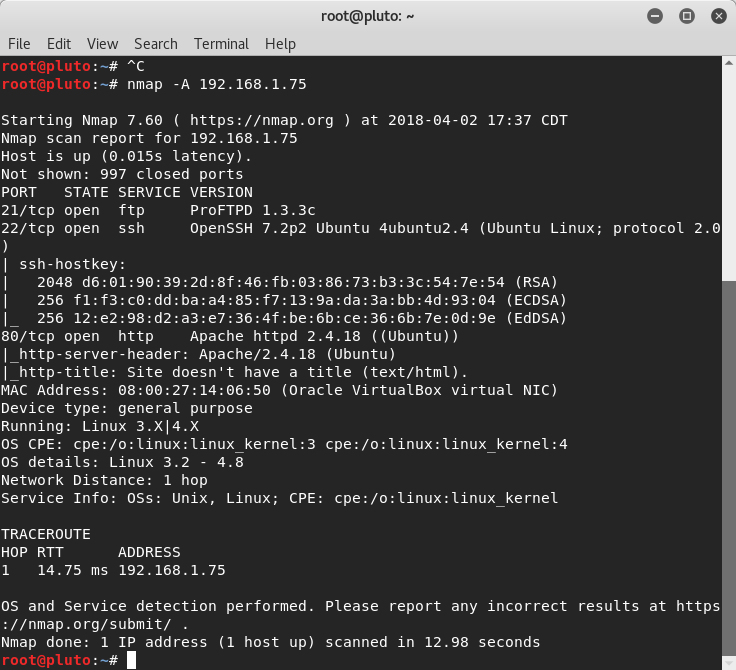 root@pluto: ~
File Edit View Search Terminal Help
root@pluto:~# ^C
root@pluto:~# nmap -A 192.168.1.75
Starting Nmap 7.60 ( https://nmap.org ) at 2018-04-02 17:37 CDT
Nmap scan report for 192.168.1.75
Host is up (0.015s latency).
Not shown: 997 closed ports
PORT   STATE SERVICE VERSION
21/tcp open  ftp     ProFTPD 1.3.3c
22/tcp open  ssh     OpenSSH 7.2p2 Ubuntu 4ubuntu2.4 (Ubuntu Linux; protocol 2.0
)
| ssh-hostkey:
|   2048 d6:01:90:39:2d:8f:46:fb:03:86:73:b3:3c:54:7e:54 (RSA)
|   256 f1:f3:c0:dd:ba:a4:85:f7:13:9a:da:3a:bb:4d:93:04 (ECDSA)
|_  256 12:e2:98:d2:a3:e7:36:4f:be:6b:ce:36:6b:7e:0d:9e (EdDSA)
80/tcp open  http    Apache httpd 2.4.18 ((Ubuntu))
|_http-server-header: Apache/2.4.18 (Ubuntu)
|_http-title: Site doesn't have a title (text/html).
MAC Address: 08:00:27:14:06:50 (Oracle VirtualBox virtual NIC)
Device type: general purpose
Running: Linux 3.X|4.X
OS CPE: cpe:/o:linux:linux_kernel:3 cpe:/o:linux:linux_kernel:4
OS details: Linux 3.2 - 4.8
Network Distance: 1 hop
Service Info: OSs: Unix, Linux; CPE: cpe:/o:linux:linux_kernel
TRACEROUTE
HOP RTT      ADDRESS
1   14.75 ms 192.168.1.75
OS and Service detection performed. Please report any incorrect results at https
://nmap.org/submit/ .
Nmap done: 1 IP address (1 host up) scanned in 12.98 seconds
root@pluto:~#